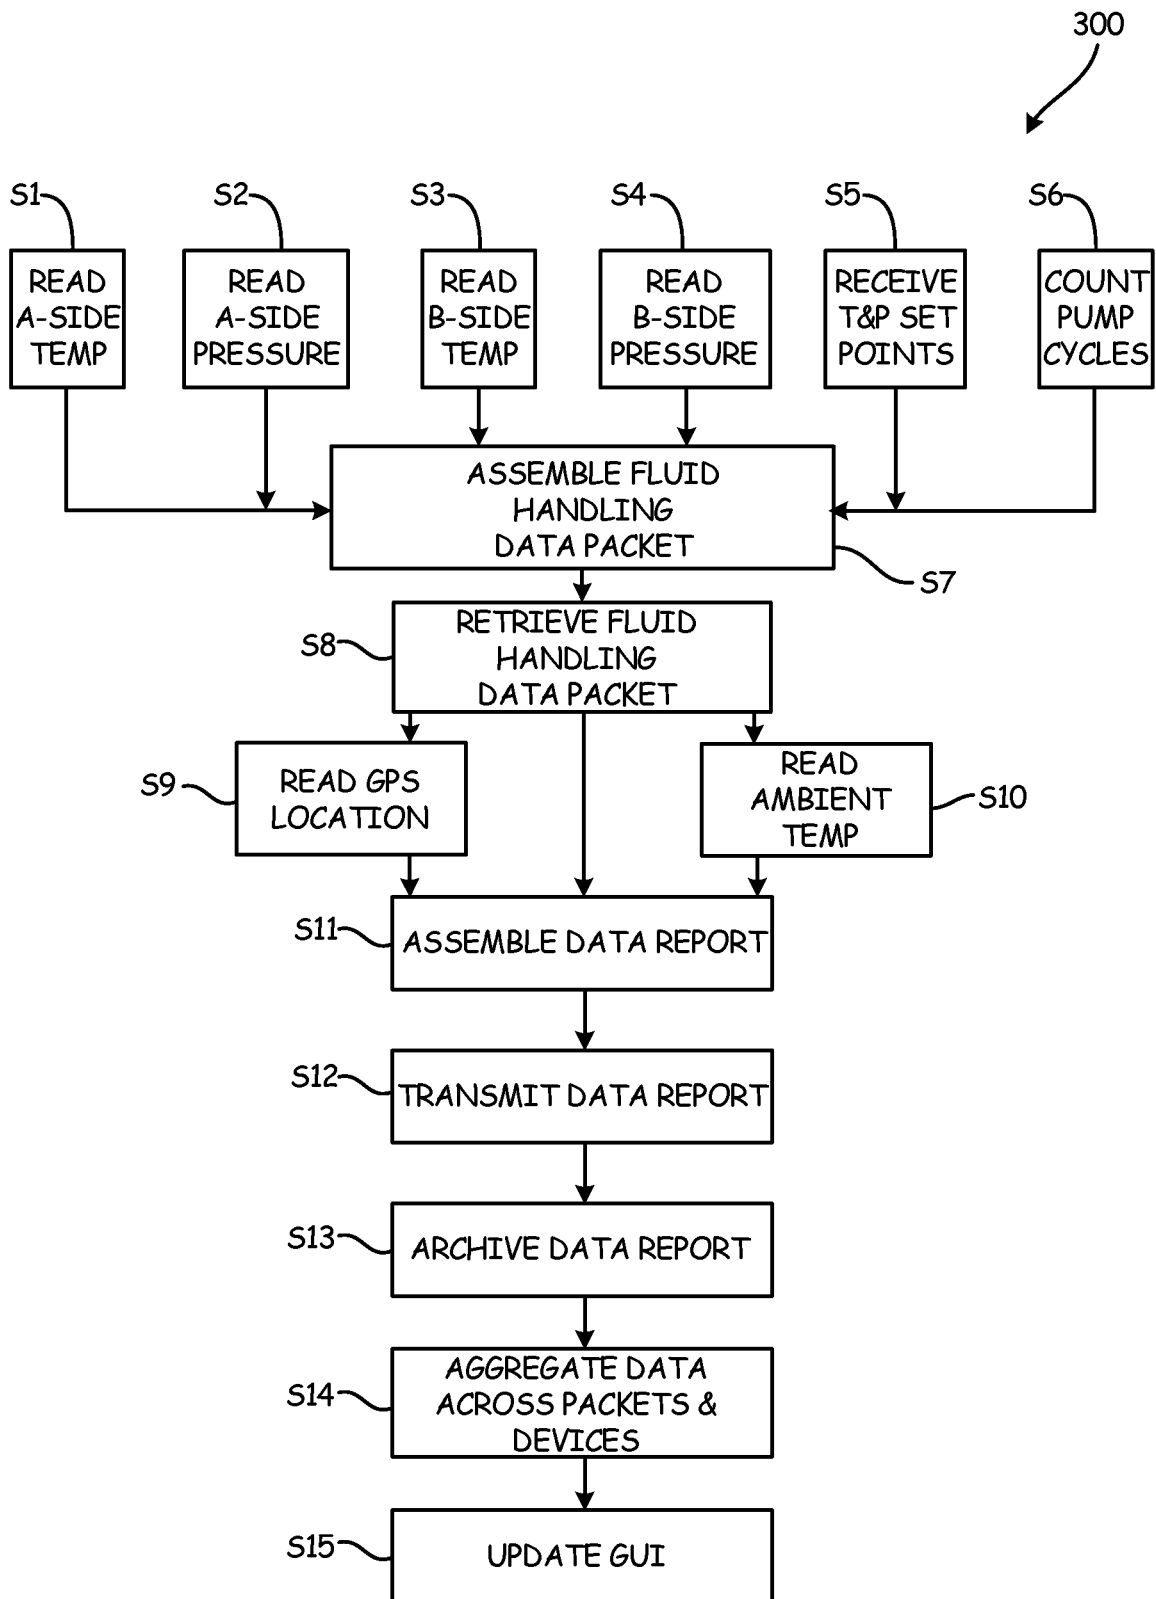 300
S1
S2
S3
S4
S5
S6
READ
A-SIDE
TEMP
READ
A-SIDE
PRESSURE
READ
B-SIDE
TEMP
READ
B-SIDE
PRESSURE
RECEIVE
T&P SET
POINTS
COUNT
PUMP
CYCLES
ASSEMBLE FLUID
HANDLING
DATA PACKET
S7
S8
RETRIEVE FLUID
HANDLING
DATA PACKET
S9
READ GPS
LOCATION
READ
AMBIENT
TEMP
S10
S11
ASSEMBLE DATA REPORT
S12
TRANSMIT DATA REPORT
S13
ARCHIVE DATA REPORT
S14
AGGREGATE DATA
ACROSS PACKETS &
DEVICES
S15
UPDATE GUI